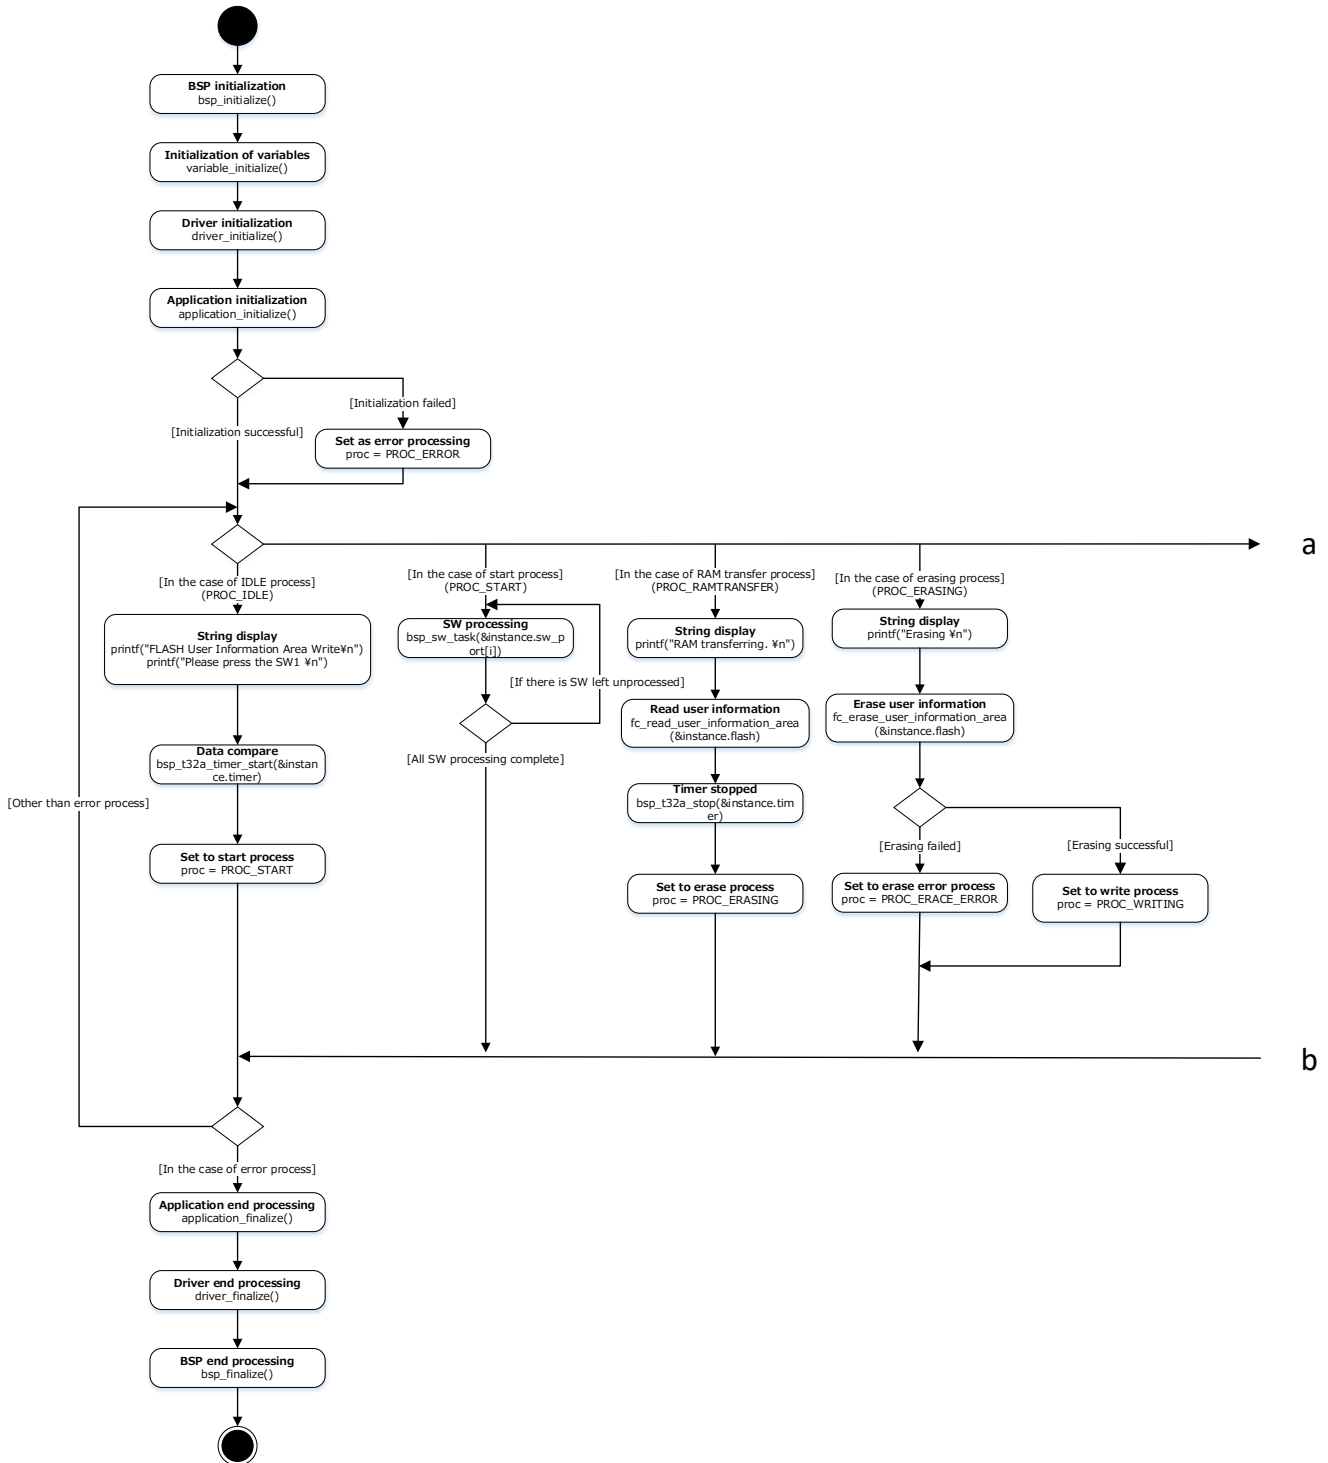 BSP initialization
bsp_initialize()
Initialization of variables
variable_initialize()
Driver initialization
driver_initialize()
Application initialization
application_initialize()
[Initialization failed]
[Initialization successful]
Set as error processing
proc = PROC_ERROR
a
[In the case of IDLE process]
(PROC_IDLE)
String display
printf("FLASH User Information Area Write¥n")
printf("Please press the SW1 ¥n")
Data compare
bsp_t32a_timer_start(&instan
ce.timer)
[Other than error process]
Set to start process
proc = PROC_START
[In the case of start process]
(PROC_START)
SW processing
bsp_sw_task(&instance.sw_p
ort[i])
[If there is SW left unprocessed]
[All SW processing complete]
[In the case of RAM transfer process]
(PROC_RAMTRANSFER)
String display
printf("RAM transferring. ¥n")
Read user information
fc_read_user_information_area
(&instance.flash)
Timer stopped
bsp_t32a_stop(&instance.tim
er)
Set to erase process
proc = PROC_ERASING
[In the case of erasing process]
(PROC_ERASING)
String display
printf("Erasing ¥n")
Erase user information
fc_erase_user_information_area
(&instance.flash)
[Erasing failed]
[Erasing successful]
Set to erase error process
proc = PROC_ERACE_ERROR
Set to write process
proc = PROC_WRITING
b
[In the case of error process]
Application end processing
application_finalize()
Driver end processing
driver_finalize()
BSP end processing
bsp_finalize()